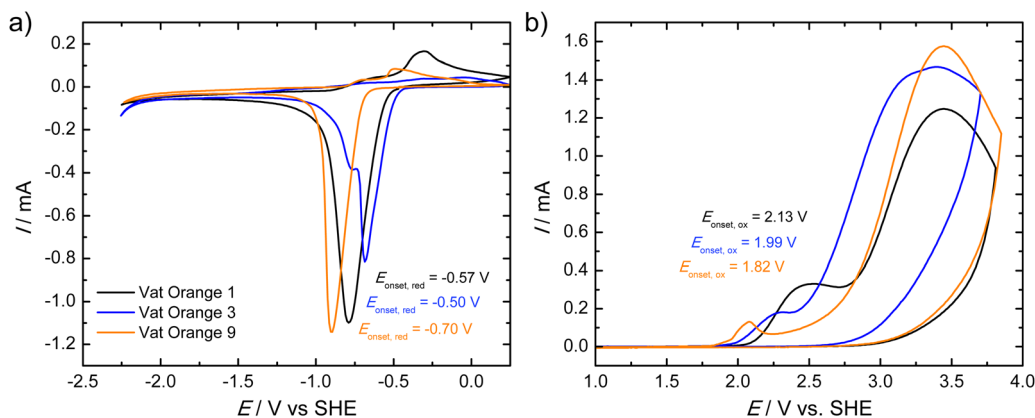 a)
0.2
0.0
-0.2
-0.4
-0.6
-0.8
-1.0
-1.2
I / mA
E_onset, red = -0.57 V
E_onset, red = -0.50 V
E_onset, red = -0.70 V
Vat Orange 1
Vat Orange 3
Vat Orange 9
-2.5 -2.0 -1.5 -1.0 -0.5 0.0
E / V vs SHE
b)
1.6
1.4
1.2
1.0
0.8
0.6
0.4
0.2
0.0
I / mA
E_onset, ox = 2.13 V
E_onset, ox = 1.99 V
E_onset, ox = 1.82 V
1.0 1.5 2.0 2.5 3.0 3.5 4.0
E / V vs. SHE